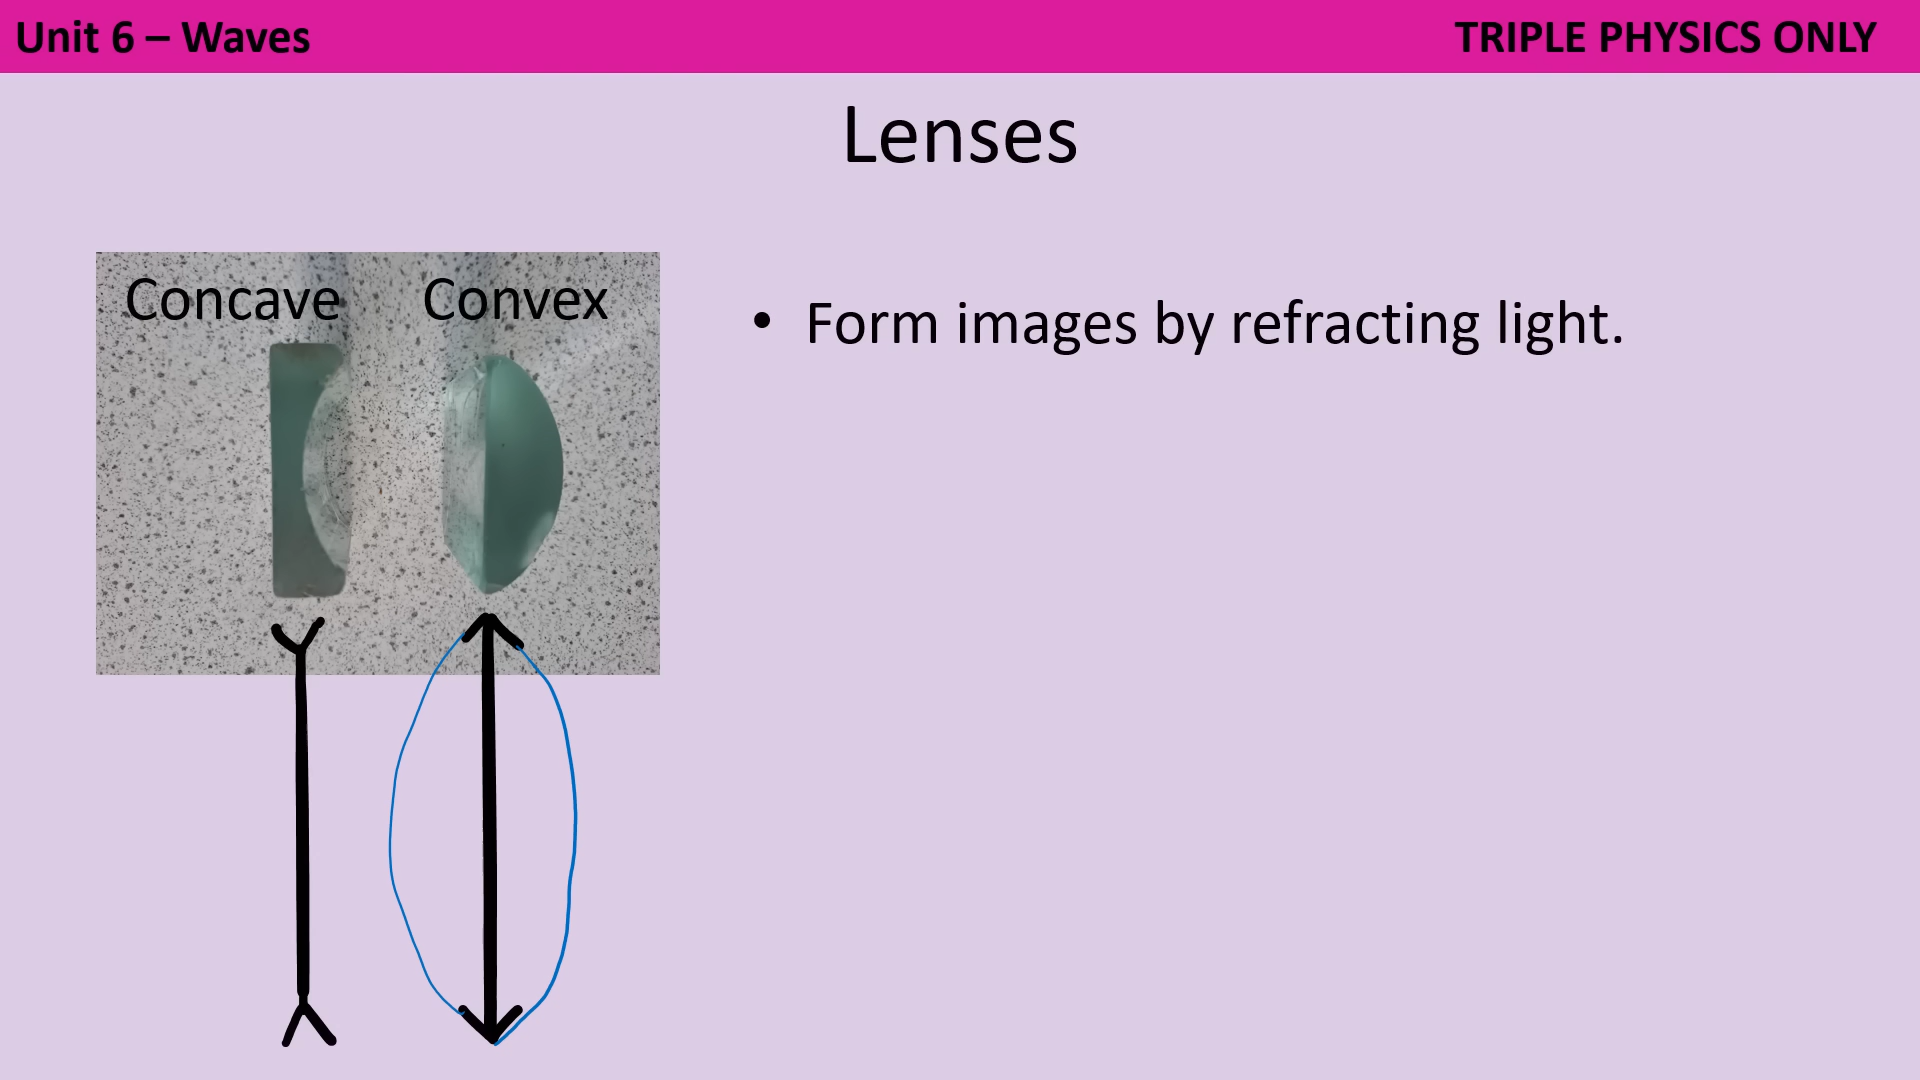 Unit 6 – Waves
TRIPLE PHYSICS ONLY
Lenses
Concave
Convex
• Form images by refracting light.